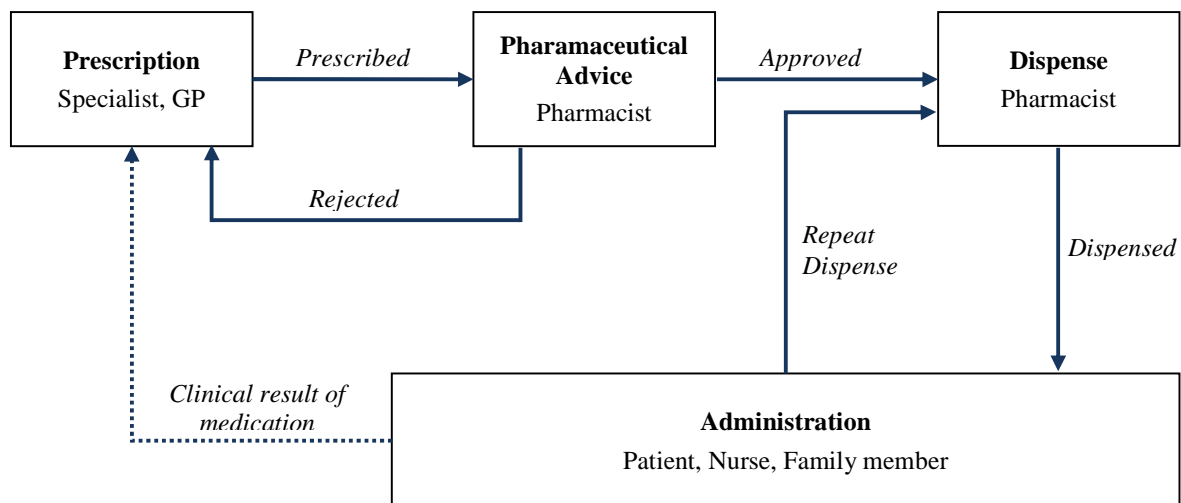 Prescription
Specialist, GP
Prescribed
Pharamaceutical
Advice
Pharmacist
Approved
Dispense
Pharmacist
Rejected
Repeat
Dispense
Dispensed
Clinical result of
medication
Administration
Patient, Nurse, Family member